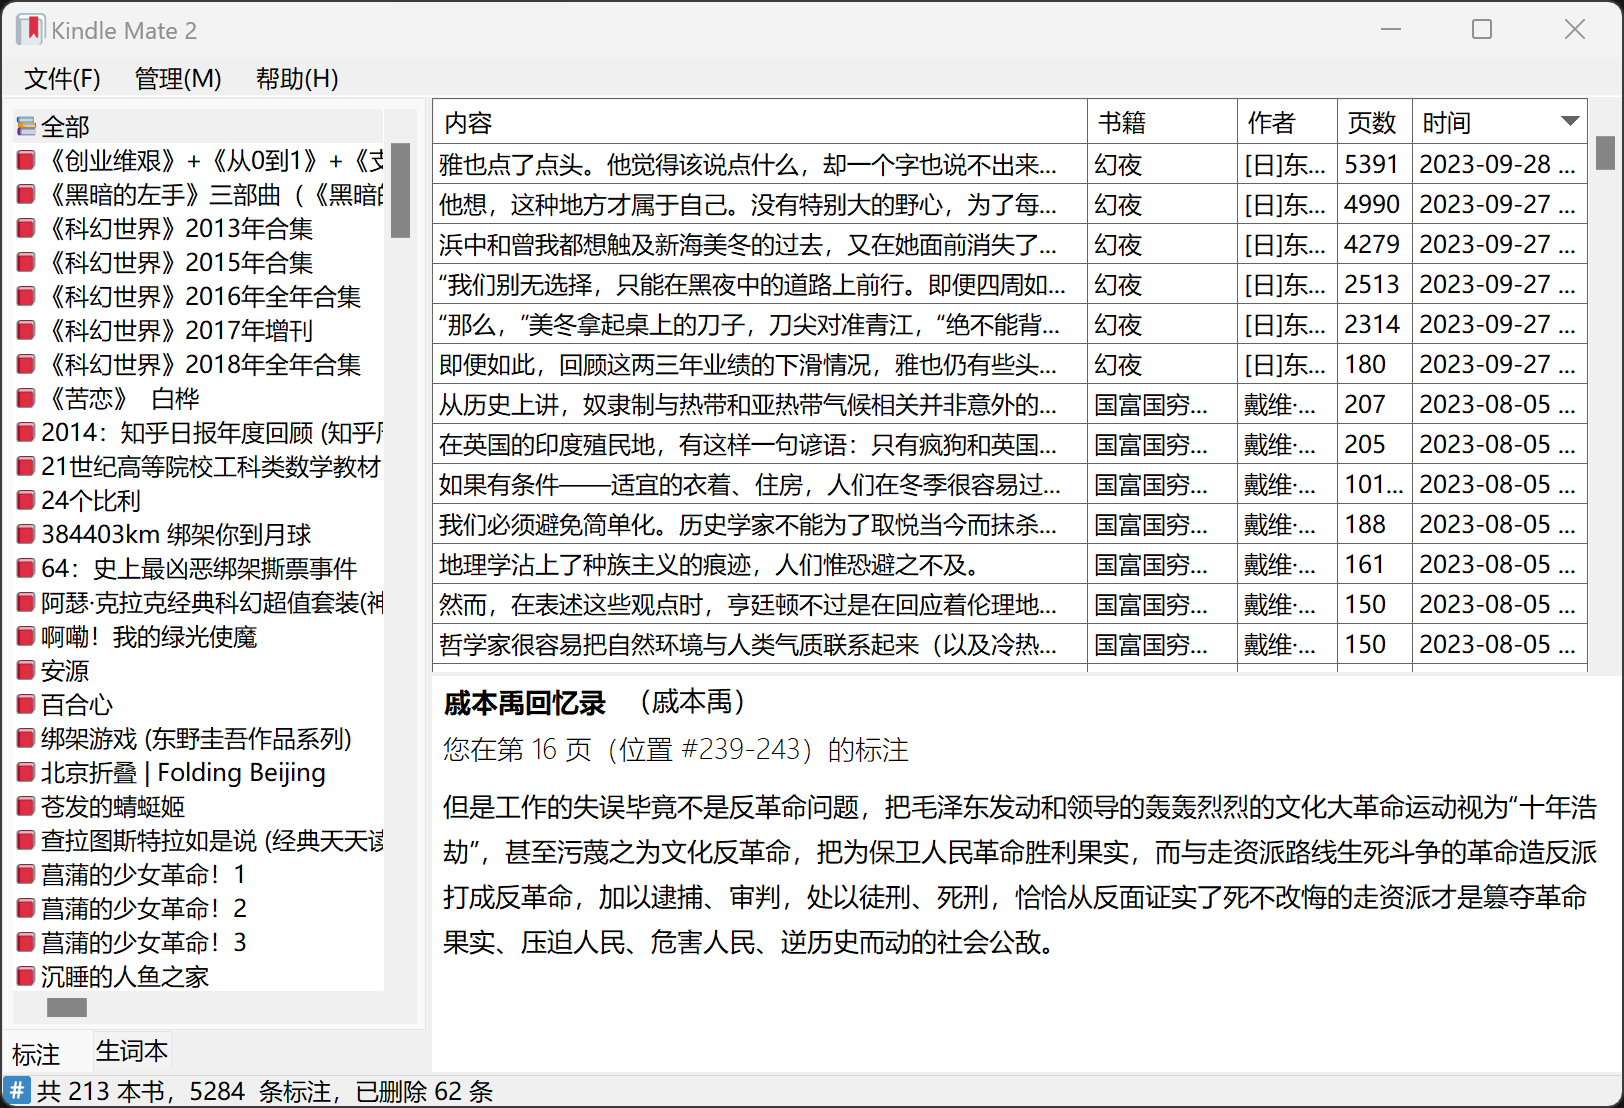 Kindle Mate 2
文件(F) 管理(M) 帮助(H)
全部
《创业维艰》+《从0到1》+《支
《黑暗的左手》三部曲（《黑暗的
《科幻世界》2013年合集
《科幻世界》2015年合集
《科幻世界》2016年全年合集
《科幻世界》2017年增刊
《科幻世界》2018年全年合集
《苦恋》 白桦
2014：知乎日报年度回顾 (知乎周
21世纪高等院校工科类数学教材
24个比利
384403km 绑架你到月球
64：史上最凶恶绑架撕票事件
阿瑟·克拉克经典科幻超值套装(神
啊嘞！我的绿光使魔
安源
百合心
绑架游戏 (东野圭吾作品系列)
北京折叠 | Folding Beijing
苍发的蜻蜓姬
查拉图斯特拉如是说 (经典天天读
菖蒲的少女革命！1
菖蒲的少女革命！2
菖蒲的少女革命！3
沉睡的人鱼之家
标注 生词本
内容 书籍 作者 页数 时间
雅也点了点头。他觉得该说点什么，却一个字也说不出来... 幻夜 [日]东... 5391 2023-09-28 ...
他想，这种地方才属于自己。没有特别大的野心，为了每... 幻夜 [日]东... 4990 2023-09-27 ...
浜中和曾我都想触及新海美冬的过去，又在她面前消失了... 幻夜 [日]东... 4279 2023-09-27 ...
“我们别无选择，只能在黑夜中的道路上前行。即便四周如... 幻夜 [日]东... 2513 2023-09-27 ...
“那么，”美冬拿起桌上的刀子，刀尖对准青江，“绝不能背... 幻夜 [日]东... 2314 2023-09-27 ...
即便如此，回顾这两三年业绩的下滑情况，雅也仍有些头... 幻夜 [日]东... 180 2023-09-27 ...
从历史上讲，奴隶制与热带和亚热带气候相关并非意外的... 国富国穷... 戴维·... 207 2023-08-05 ...
在英国的印度殖民地，有这样一句谚语：只有疯狗和英国... 国富国穷... 戴维·... 205 2023-08-05 ...
如果有条件——适宜的衣着、住房，人们在冬季很容易过... 国富国穷... 戴维·... 101... 2023-08-05 ...
我们必须避免简单化。历史学家不能为了取悦当今而抹杀... 国富国穷... 戴维·... 188 2023-08-05 ...
地理学沾上了种族主义的痕迹，人们惟恐避之不及。 国富国穷... 戴维·... 161 2023-08-05 ...
然而，在表述这些观点时，亨廷顿不过是在回应着伦理地... 国富国穷... 戴维·... 150 2023-08-05 ...
哲学家很容易把自然环境与人类气质联系起来（以及冷热... 国富国穷... 戴维·... 150 2023-08-05 ...
戚本禹回忆录 （戚本禹）
您在第 16 页（位置 #239-243）的标注
但是工作的失误毕竟不是反革命问题，把毛泽东发动和领导的轰轰烈烈的文化大革命运动视为“十年浩
劫”，甚至污蔑之为文化反革命，把为保卫人民革命胜利果实，而与走资派路线生死斗争的革命造反派
打成反革命，加以逮捕、审判，处以徒刑、死刑，恰恰从反面证实了死不改悔的走资派才是篡夺革命
果实、压迫人民、危害人民、逆历史而动的社会公敌。
# 共 213 本书，5284 条标注，已删除 62 条